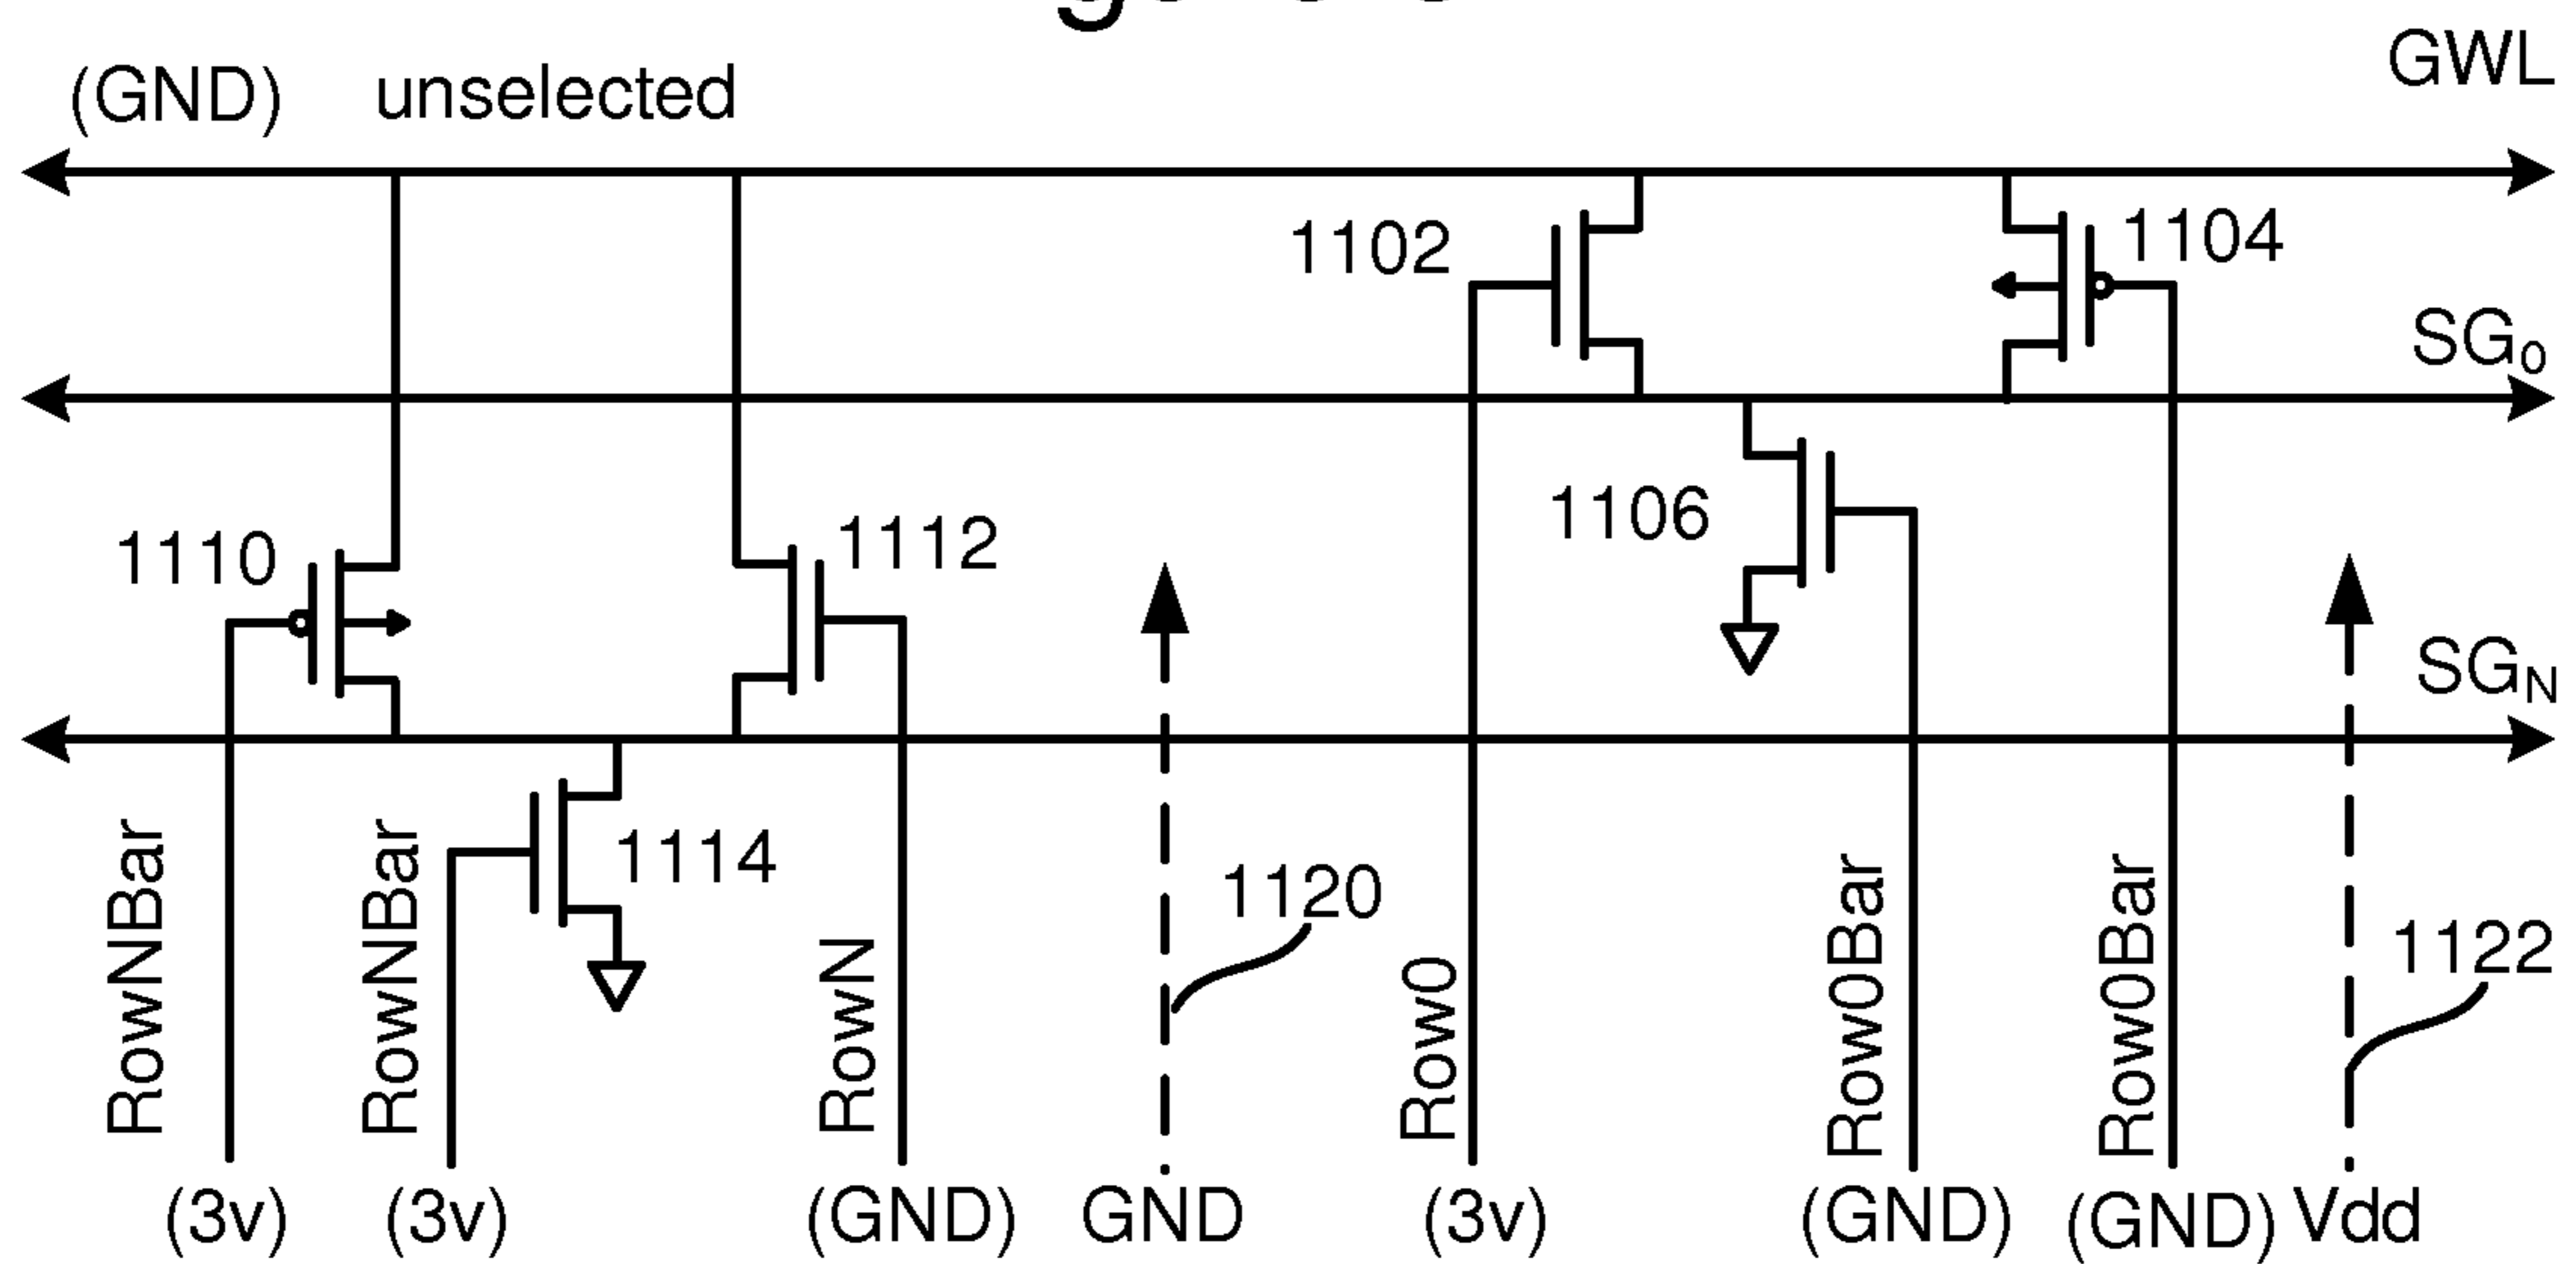 (GND) unselected GWL
1102 1104
SG0
1110 1112 1106
SGN
1114 1120 1122
RowNBar RowNBar RowN Row0 Row0Bar Row0Bar
(3v) (3v) (GND) GND (3v) (GND) (GND) Vdd